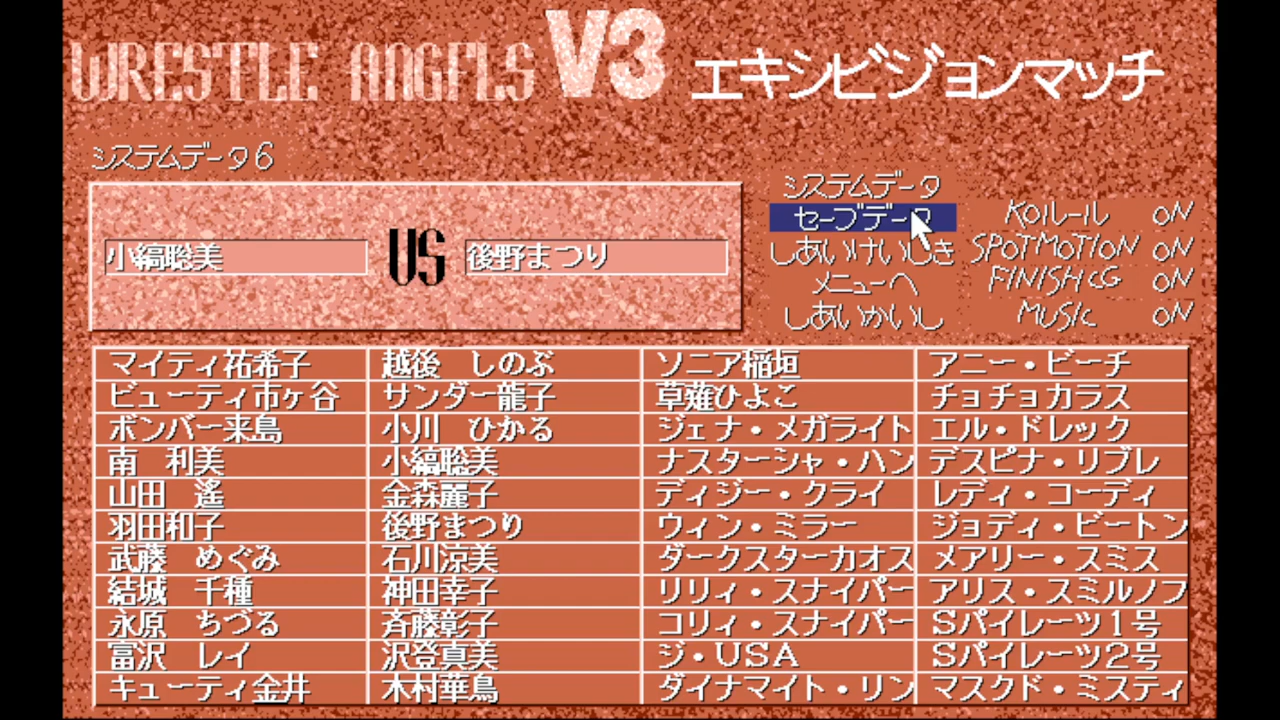 WRESTLE ANGELS V3 エキシビジョンマッチ
システムデータ6
小縞聡美 VS 後野まつり
システムデータ
セーブデータ
しあいけいしき
メニューへ
しあいかいし
KOルール ON
SPOTMOTION ON
FINISH CG ON
MUSIC ON
マイティ祐希子 越後 しのぶ ソニア稲垣 アニー・ビーチ
ビューティ市ヶ谷 サンダー龍子 草薙ひよこ チョチョカラス
ボンバー来島 小川 ひかる ジェナ・メガライト エル・ドレック
南 利美 小縞聡美 ナスターシャ・ハン デスピナ・リブレ
山田 遙 金森麗子 ディジー・クライ レディ・コーディ
羽田和子 後野まつり ウィン・ミラー ジョディ・ビートン
武藤 めぐみ 石川涼美 ダークスターカオス メアリー・スミス
結城 千種 神田幸子 リリィ・スナイパー アリス・スミルノフ
永原 ちづる 斉藤彰子 コリィ・スナイパー Sパイレーツ1号
富沢 レイ 沢登真美 ジ・USA Sパイレーツ2号
キューティ金井 木村華鳥 ダイナマイト・リン マスクド・ミスティ